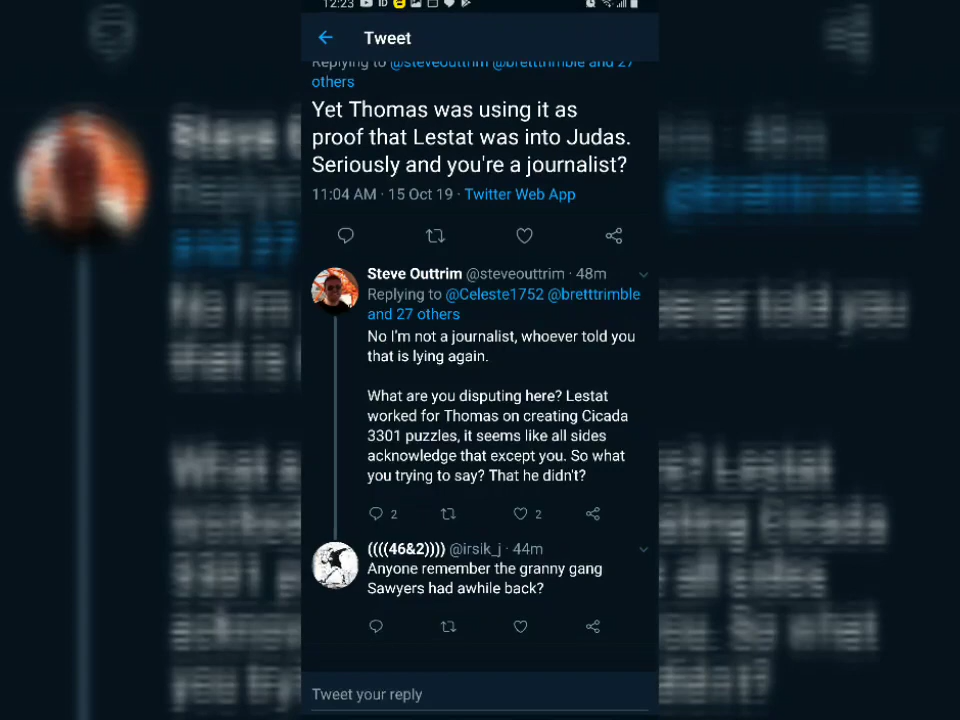 12:23
Tweet
Replying to @steveouttrim @bretttrimble and 27
others
Yet Thomas was using it as
proof that Lestat was into Judas.
Seriously and you're a journalist?
11:04 AM · 15 Oct 19 · Twitter Web App
Steve Outtrim @steveouttrim · 48m
Replying to @Celeste1752 @bretttrimble
and 27 others
No I'm not a journalist, whoever told you
that is lying again.
What are you disputing here? Lestat
worked for Thomas on creating Cicada
3301 puzzles, it seems like all sides
acknowledge that except you. So what
you trying to say? That he didn't?
2 2
((((46&2)))) @irsik_j · 44m
Anyone remember the granny gang
Sawyers had awhile back?
Tweet your reply